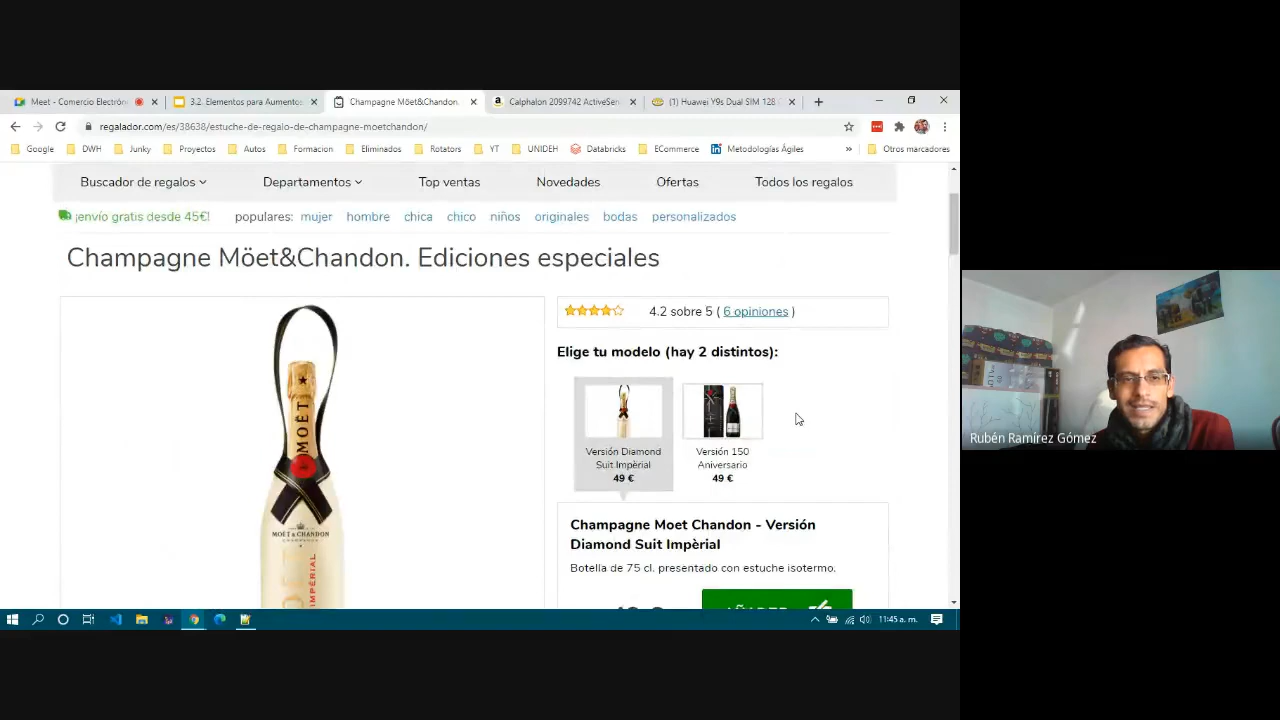 Meet - Comercio Electrón
3.2. Elementos para Aumentar
Champagne Möet&Chandon.
Calphalon 2099742 ActiveSen
(1) Huawei Y9s Dual SIM 128 G
regalador.com/es/38638/estuche-de-regalo-de-champagne-moetchandon/
Google DWH Junky Proyectos Autos Formacion Eliminados Rotators YT UNIDEH Databricks ECommerce Metodologías Ágiles » Otros marcadores
Buscador de regalos Departamentos Top ventas Novedades Ofertas Todos los regalos
¡envío gratis desde 45€! populares: mujer hombre chica chico niños originales bodas personalizados
Champagne Möet&Chandon. Ediciones especiales
4.2 sobre 5 ( 6 opiniones )
Elige tu modelo (hay 2 distintos):
Versión Diamond
Suit Impèrial
49 €
Versión 150
Aniversario
49 €
Champagne Moet Chandon - Versión
Diamond Suit Impèrial
Botella de 75 cl. presentado con estuche isotermo.
MOËT
MOËT & CHANDON
CHAMPAGNE
IMPÉRIAL
Rubén Ramírez Gómez
11:45 a. m.